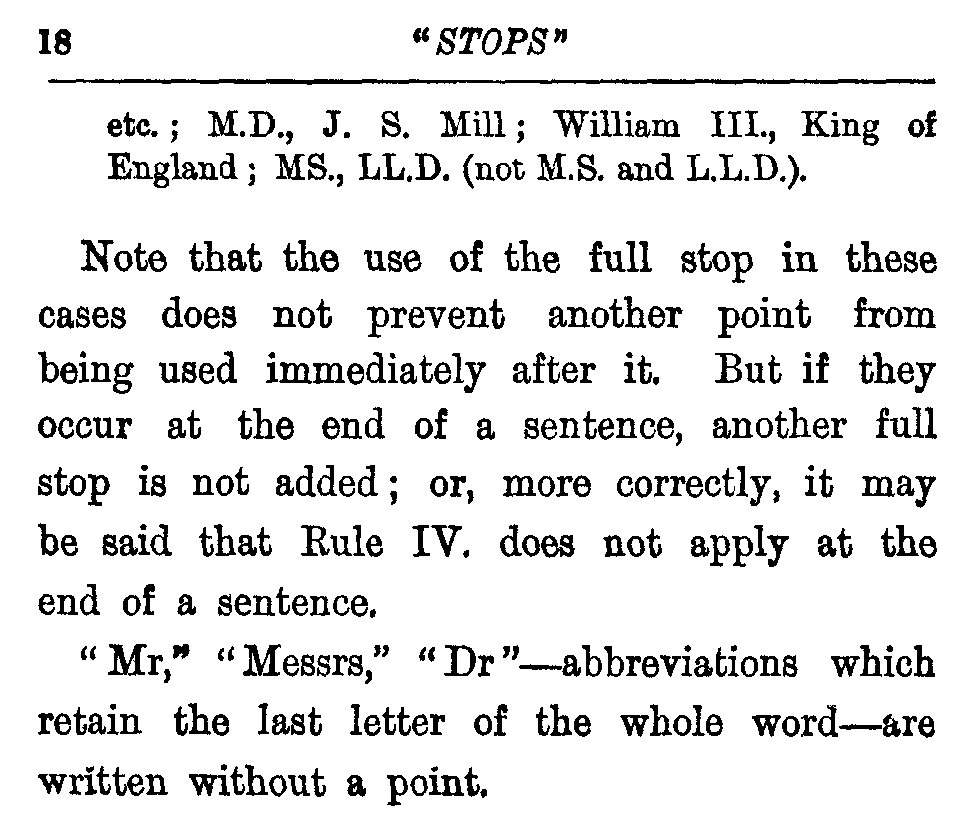 18 "STOPS"
etc. ; M.D., J. S. Mill ; William III., King of
England ; MS., LL.D. (not M.S. and L.L.D.).
Note that the use of the full stop in these
cases does not prevent another point from
being used immediately after it. But if they
occur at the end of a sentence, another full
stop is not added ; or, more correctly, it may
be said that Rule IV. does not apply at the
end of a sentence.
“ Mr,” “ Messrs,” “ Dr ”—abbreviations which
retain the last letter of the whole word—are
written without a point.